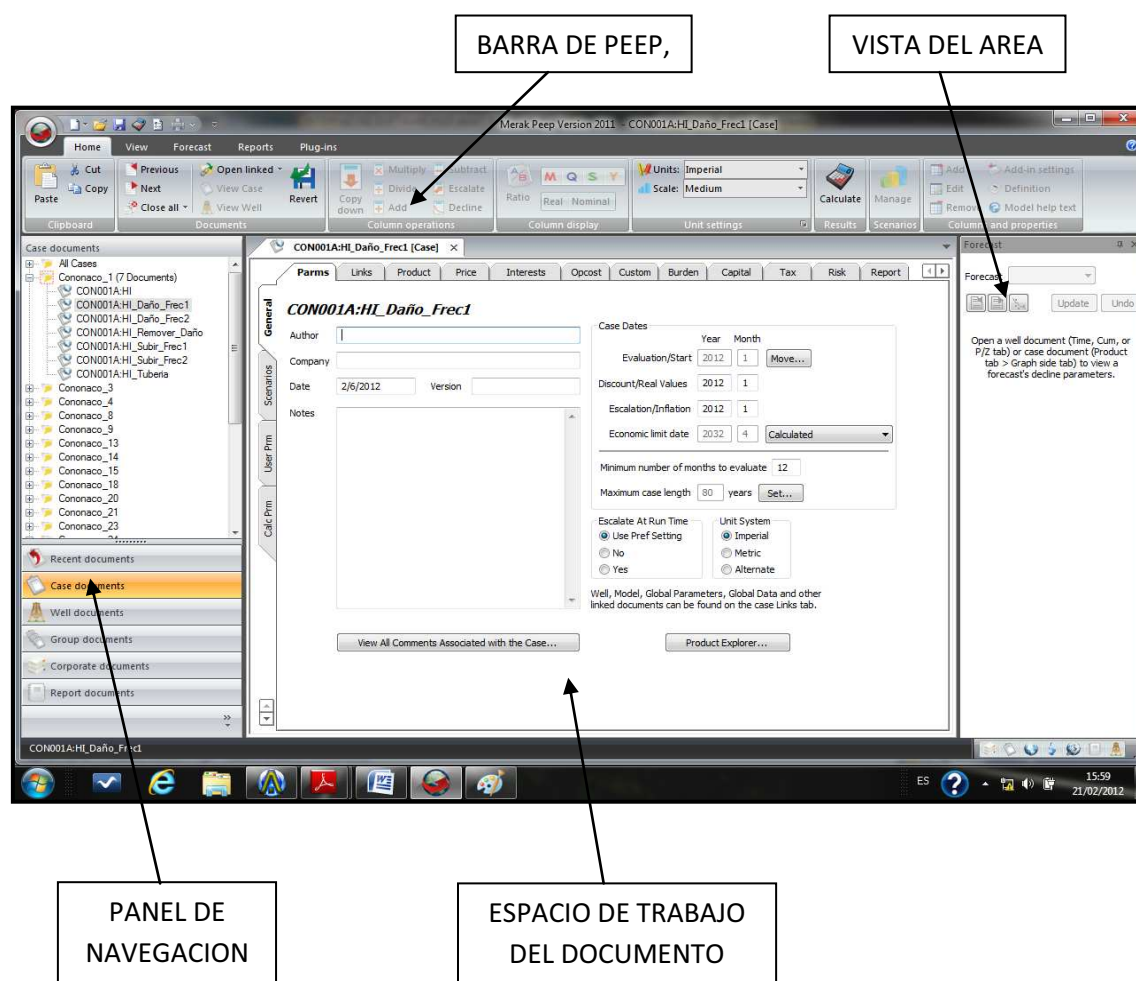 BARRA DE PEEP,
VISTA DEL AREA
Merak Peep Version 2011 - CON001A:HI_Daño_Frec1 [Case]
Home View Forecast Reports Plug-ins
Paste
Cut
Copy
Clipboard
Previous
Next
Close all
Open linked
View Case
View Well
Documents
Revert
Copy down
Multiply
Divide
Add
Subtract
Escalate
Decline
Column operations
Ratio
M Q S Y
Real Nominal
Column display
Units: Imperial
Scale: Medium
Unit settings
Calculate
Results
Manage
Scenarios
Add
Edit
Remove
Add-in settings
Definition
Model help text
Column and properties
Case documents
All Cases
Cononaco_1 (7 Documents)
CON001A:HI
CON001A:HI_Daño_Frec1
CON001A:HI_Daño_Frec2
CON001A:HI_Remover_Daño
CON001A:HI_Subir_Frec1
CON001A:HI_Subir_Frec2
CON001A:HI_Tuberia
Cononaco_3
Cononaco_4
Cononaco_8
Cononaco_9
Cononaco_13
Cononaco_14
Cononaco_15
Cononaco_18
Cononaco_20
Cononaco_21
Cononaco_23
Recent documents
Case documents
Well documents
Group documents
Corporate documents
Report documents
CON001A:HI_Daño_Frec1 [Case]
Parms Links Product Price Interests Opcost Custom Burden Capital Tax Risk Report
General
Scenarios
User Prm
Calc Prm
CON001A:HI_Daño_Frec1
Author
Company
Date 2/6/2012 Version
Notes
Case Dates
Year Month
Evaluation/Start 2012 1 Move...
Discount/Real Values 2012 1
Escalation/Inflation 2012 1
Economic limit date 2032 4 Calculated
Minimum number of months to evaluate 12
Maximum case length 80 years Set...
Escalate At Run Time
Use Pref Setting
No
Yes
Unit System
Imperial
Metric
Alternate
Well, Model, Global Parameters, Global Data and other
linked documents can be found on the case Links tab.
View All Comments Associated with the Case...
Product Explorer...
Forecast
Forecast
Update Undo
Open a well document (Time, Cum, or
P/Z tab) or case document (Product
tab > Graph side tab) to view a
forecast's decline parameters.
CON001A:HI_Daño_Frec1
ES
15:59
21/02/2012
PANEL DE
NAVEGACION
ESPACIO DE TRABAJO
DEL DOCUMENTO